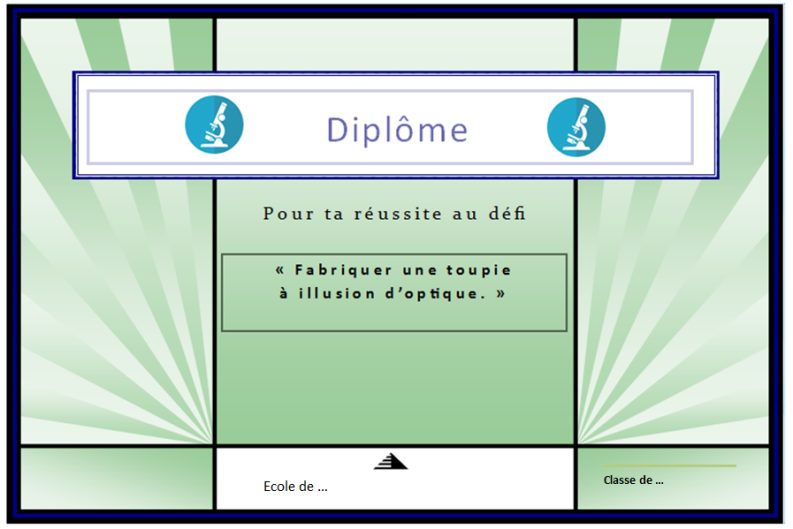 Diplôme
Pour ta réussite au défi
« Fabriquer une toupie
à illusion d’optique. »
Ecole de ...
Classe de ...